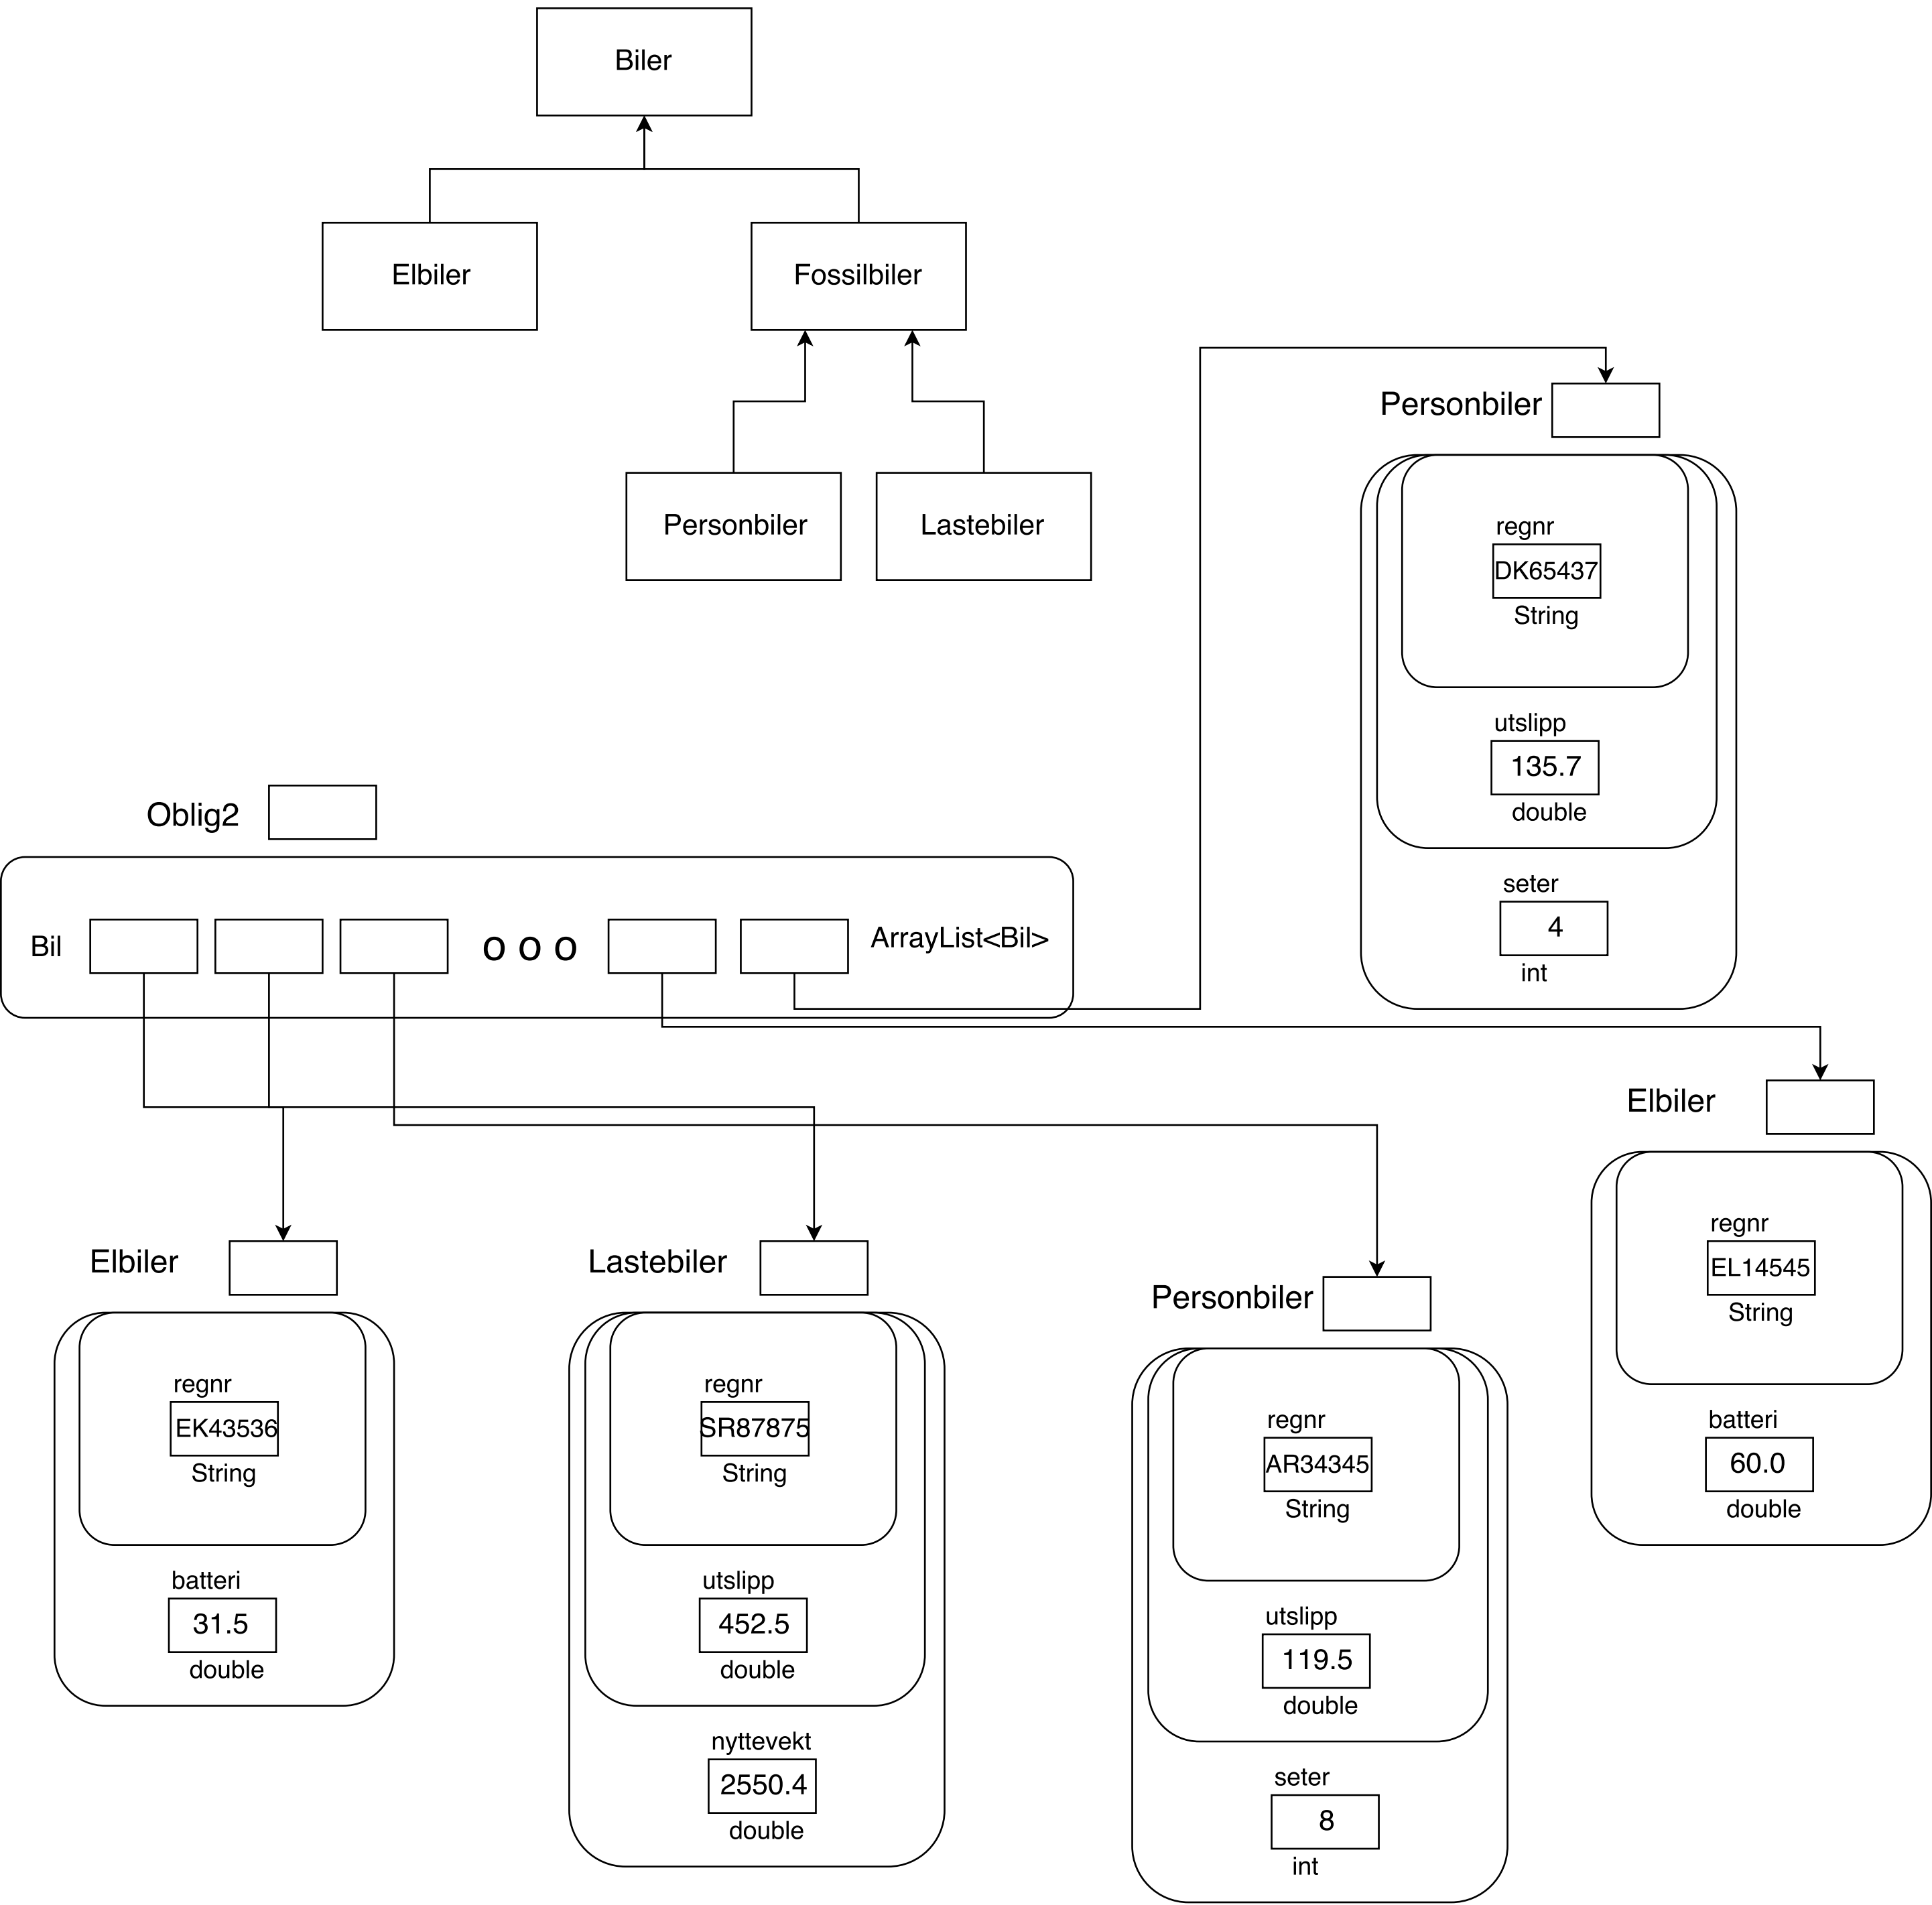 Biler
Elbiler
Fossilbiler
Personbiler
Lastebiler
Personbiler
regnr
DK65437
String
utslipp
135.7
double
seter
4
int
Oblig2
Bil
o o o
ArrayList<Bil>
Elbiler
regnr
EL14545
String
batteri
60.0
double
Elbiler
regnr
EK43536
String
batteri
31.5
double
Lastebiler
regnr
SR87875
String
utslipp
452.5
double
nyttevekt
2550.4
double
Personbiler
regnr
AR34345
String
utslipp
119.5
double
seter
8
int